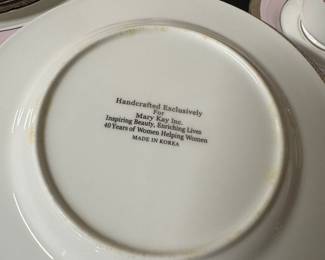 Handcrafted Exclusively
For
Mary Kay Inc.
Inspiring Beauty, Enriching Lives
40 Years of Women Helping Women
MADE IN KOREA